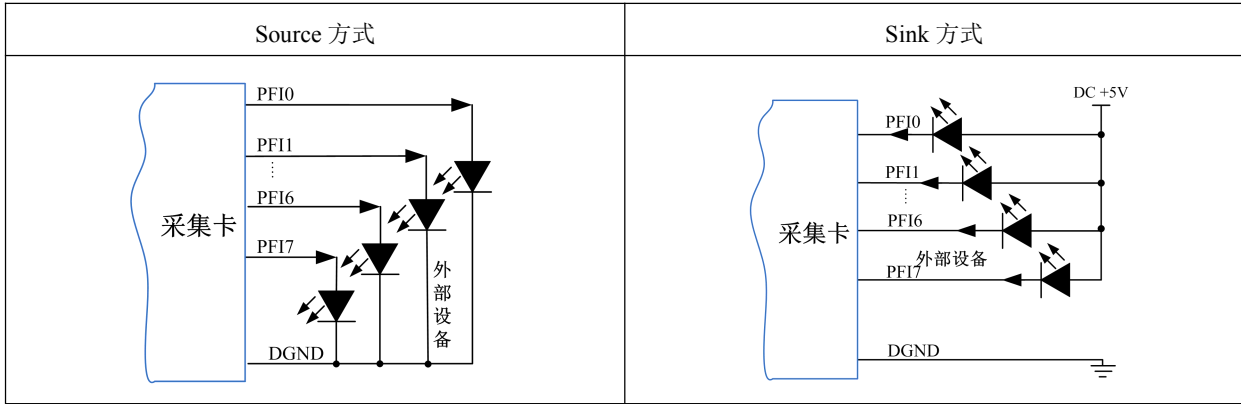 Source 方式
Sink 方式
PFI0
PFI1
⋮
PFI6
采集卡
PFI7
外部设备
DGND
DC +5V
PFI0
PFI1
⋮
PFI6
采集卡
外部设备
PFI7
DGND